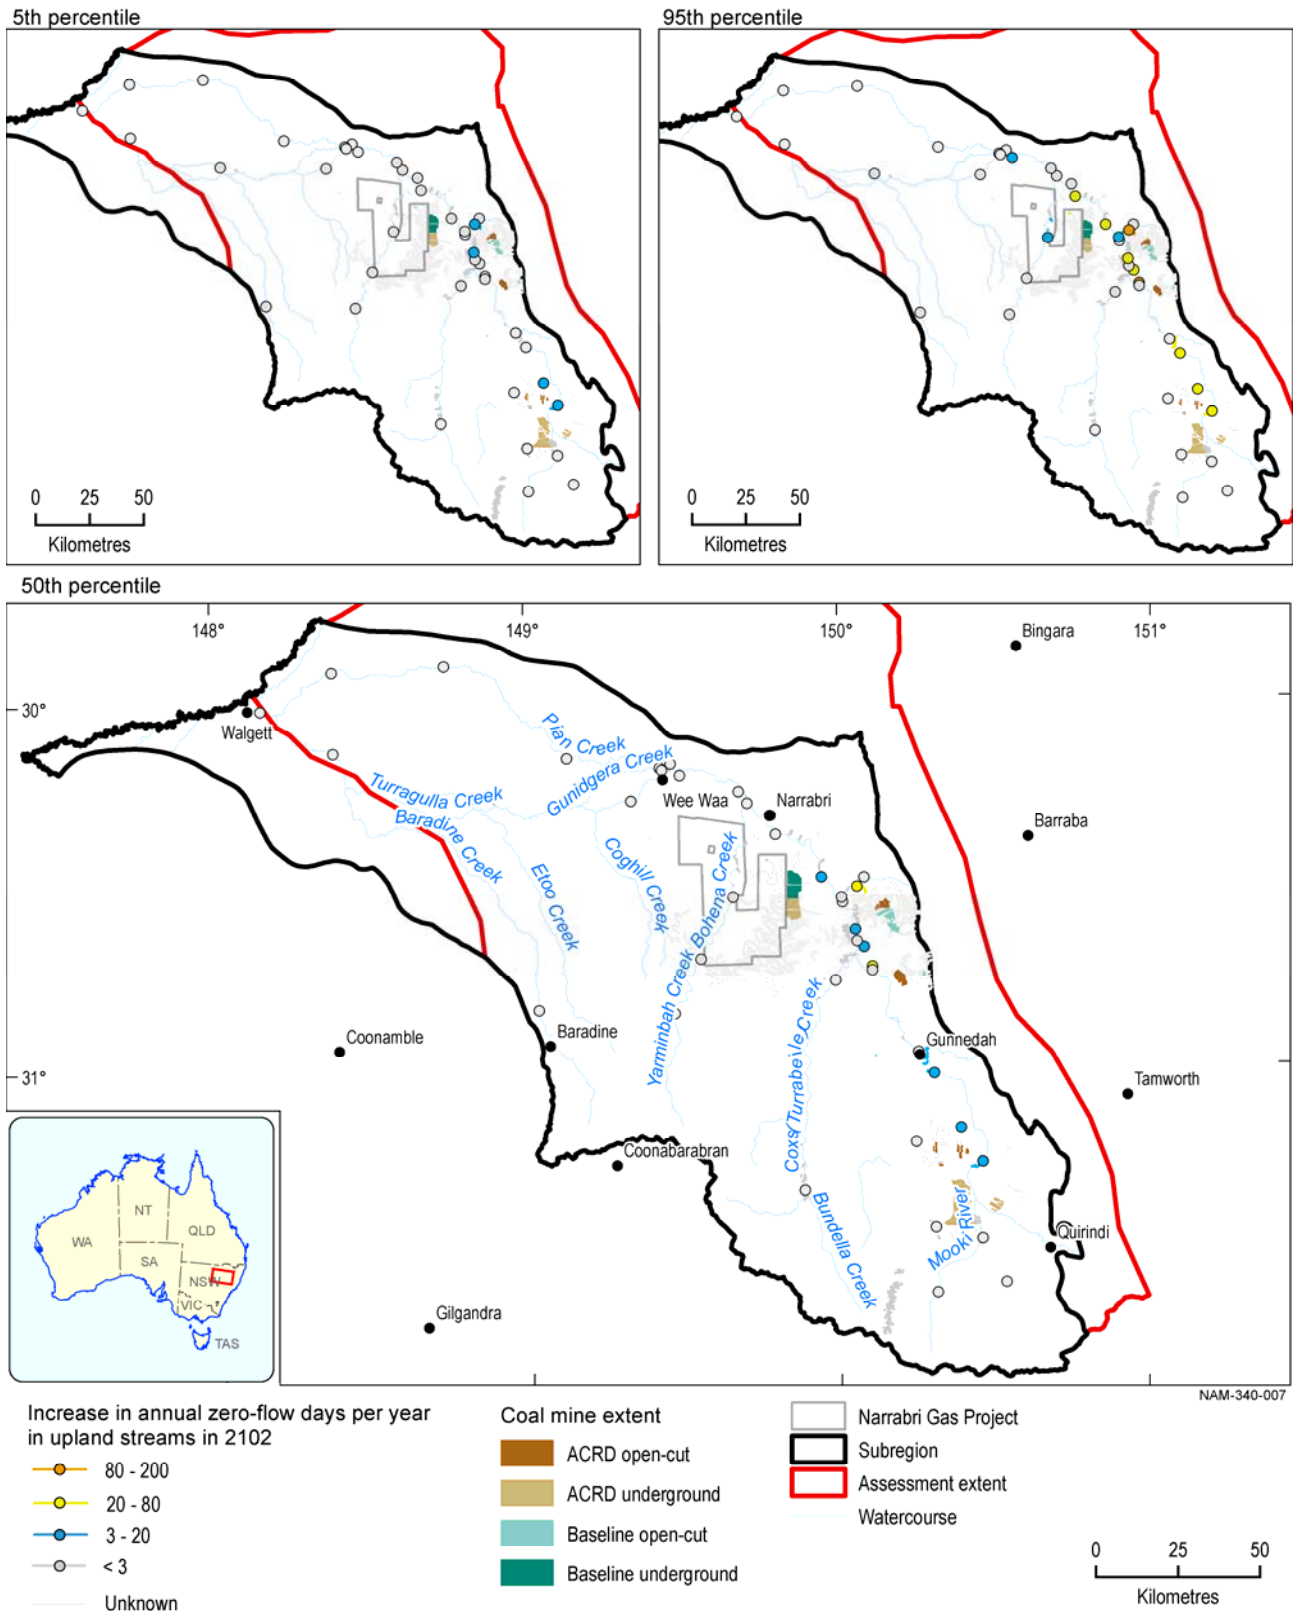 5th percentile
95th percentile
0 25 50
Kilometres
0 25 50
Kilometres
50th percentile
148°
149°
150°
151°
30°
31°
Bingara
Walgett
Pian Creek
Gunidgera Creek
Turragulla Creek
Baradine Creek
Wee Waa
Narrabri
Barraba
Coghill Creek
Etoo Creek
Bohena Creek
Yarminbah Creek
Coxs/Turrabeile Creek
Coonamble
Baradine
Gunnedah
Tamworth
Coonabarabran
Bundella Creek
Mooki River
Quirindi
Gilgandra
WA
NT
QLD
SA
NSW
VIC
TAS
NAM-340-007
Increase in annual zero-flow days per year
in upland streams in 2102
80 - 200
20 - 80
3 - 20
< 3
Unknown
Coal mine extent
ACRD open-cut
ACRD underground
Baseline open-cut
Baseline underground
Narrabri Gas Project
Subregion
Assessment extent
Watercourse
0 25 50
Kilometres